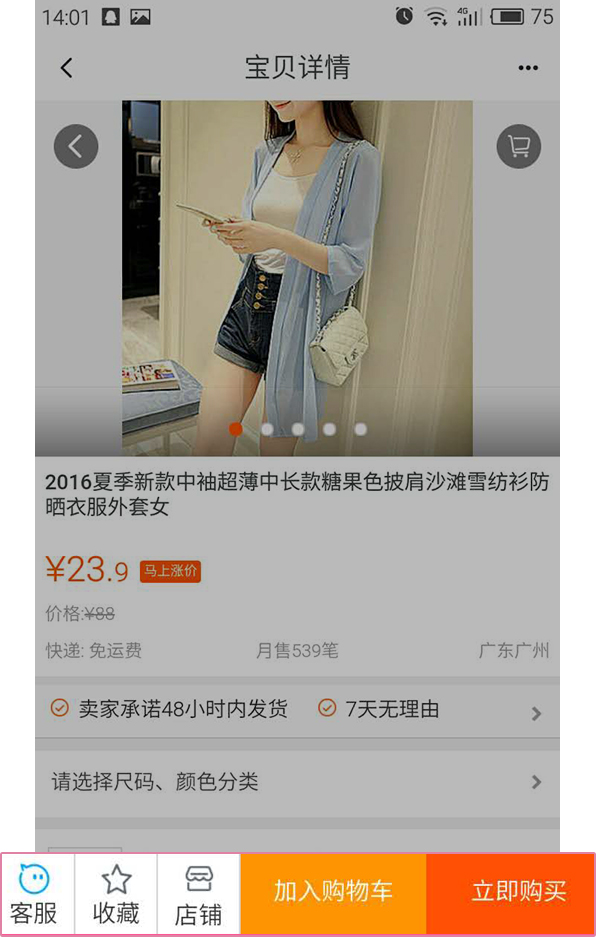 14:01
4G
75
宝贝详情
2016夏季新款中袖超薄中长款糖果色披肩沙滩雪纺衫防
晒衣服外套女
¥23.9 马上涨价
价格:¥88
快递: 免运费 月售539笔 广东广州
卖家承诺48小时内发货 7天无理由
请选择尺码、颜色分类
客服 收藏 店铺 加入购物车 立即购买